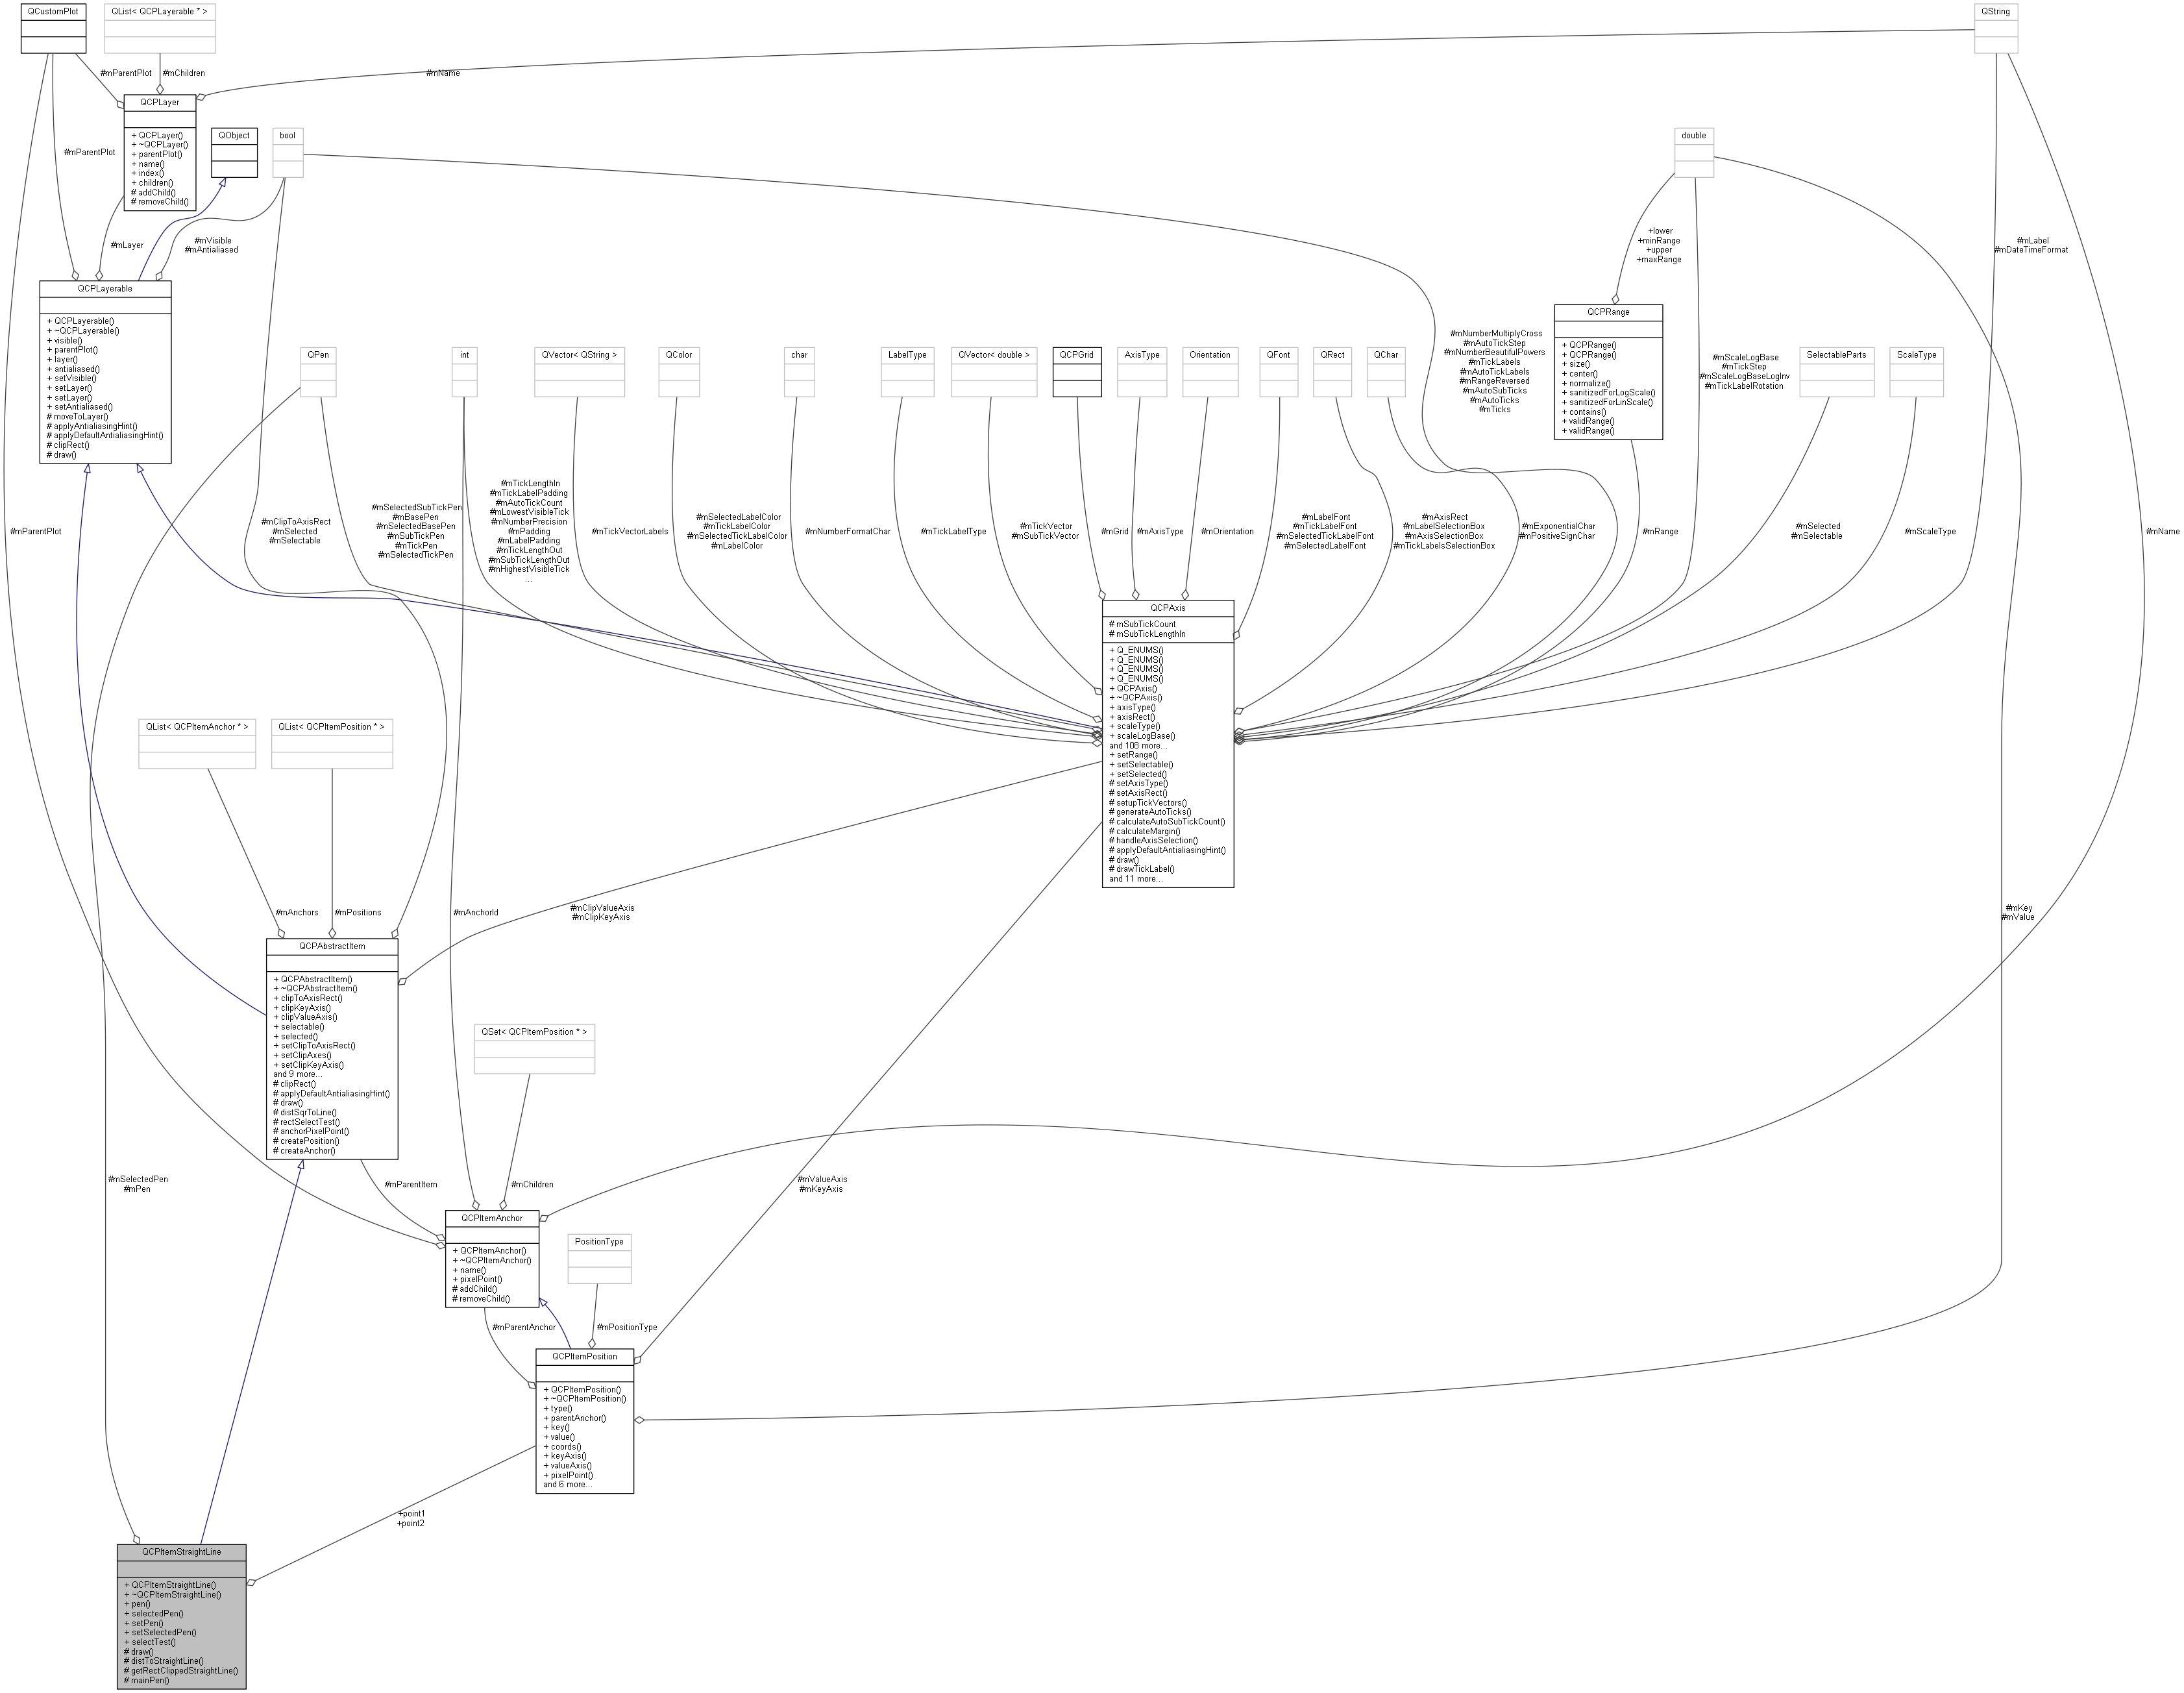 QCustomPlot
QList< QCPLayerable * >
QString
#mParentPlot
#mChildren
#mName
QCPLayer
+ QCPLayer()
+ ~QCPLayer()
+ parentPlot()
+ name()
+ index()
+ children()
# addChild()
# removeChild()
QObject
bool
double
#mParentPlot
#mLayer
#mVisible
#mAntialiased
+lower
+minRange
+upper
+maxRange
#mLabel
#mDateTimeFormat
QCPLayerable
+ QCPLayerable()
+ ~QCPLayerable()
+ visible()
+ parentPlot()
+ layer()
+ antialiased()
+ setVisible()
+ setLayer()
+ setLayer()
+ setAntialiased()
# moveToLayer()
# applyAntialiasingHint()
# applyDefaultAntialiasingHint()
# clipRect()
# draw()
QPen
int
QVector< QString >
QColor
char
LabelType
QVector< double >
QCPGrid
AxisType
Orientation
QFont
QRect
QChar
#mNumberMultiplyCross
#mAutoTickStep
#mNumberBeautifulPowers
#mTickLabels
#mAutoTickLabels
#mRangeReversed
#mAutoSubTicks
#mAutoTicks
#mTicks
QCPRange
+ QCPRange()
+ QCPRange()
+ size()
+ center()
+ normalize()
+ sanitizedForLogScale()
+ sanitizedForLinScale()
+ contains()
+ validRange()
+ validRange()
#mScaleLogBase
#mTickStep
#mScaleLogBaseLogInv
#mTickLabelRotation
SelectableParts
ScaleType
#mParentPlot
#mClipToAxisRect
#mSelected
#mSelectable
#mSelectedSubTickPen
#mBasePen
#mSelectedBasePen
#mSubTickPen
#mTickPen
#mSelectedTickPen
#mTickLengthIn
#mTickLabelPadding
#mAutoTickCount
#mLowestVisibleTick
#mNumberPrecision
#mPadding
#mLabelPadding
#mTickLengthOut
#mSubTickLengthOut
#mHighestVisibleTick
...
#mTickVectorLabels
#mSelectedLabelColor
#mTickLabelColor
#mSelectedTickLabelColor
#mLabelColor
#mNumberFormatChar
#mTickLabelType
#mTickVector
#mSubTickVector
#mGrid
#mAxisType
#mOrientation
#mLabelFont
#mTickLabelFont
#mSelectedTickLabelFont
#mSelectedLabelFont
#mAxisRect
#mLabelSelectionBox
#mAxisSelectionBox
#mTickLabelsSelectionBox
#mExponentialChar
#mPositiveSignChar
#mRange
#mSelected
#mSelectable
#mScaleType
#mName
QCPAxis
# mSubTickCount
# mSubTickLengthIn
+ Q_ENUMS()
+ Q_ENUMS()
+ Q_ENUMS()
+ Q_ENUMS()
+ QCPAxis()
+ ~QCPAxis()
+ axisType()
+ axisRect()
+ scaleType()
+ scaleLogBase()
and 108 more...
+ setRange()
+ setSelectable()
+ setSelected()
# setAxisType()
# setAxisRect()
# setupTickVectors()
# generateAutoTicks()
# calculateAutoSubTickCount()
# calculateMargin()
# handleAxisSelection()
# applyDefaultAntialiasingHint()
# draw()
# drawTickLabel()
and 11 more...
QList< QCPItemAnchor * >
QList< QCPItemPosition * >
#mAnchors
#mPositions
#mAnchorId
#mClipValueAxis
#mClipKeyAxis
#mKey
#mValue
QCPAbstractItem
+ QCPAbstractItem()
+ ~QCPAbstractItem()
+ clipToAxisRect()
+ clipKeyAxis()
+ clipValueAxis()
+ selectable()
+ selected()
+ setClipToAxisRect()
+ setClipAxes()
+ setClipKeyAxis()
and 9 more...
# clipRect()
# applyDefaultAntialiasingHint()
# draw()
# distSqrToLine()
# rectSelectTest()
# anchorPixelPoint()
# createPosition()
# createAnchor()
QSet< QCPItemPosition * >
#mSelectedPen
#mPen
#mParentItem
#mChildren
#mValueAxis
#mKeyAxis
QCPItemAnchor
+ QCPItemAnchor()
+ ~QCPItemAnchor()
+ name()
+ pixelPoint()
# addChild()
# removeChild()
PositionType
#mParentAnchor
#mPositionType
QCPItemPosition
+ QCPItemPosition()
+ ~QCPItemPosition()
+ type()
+ parentAnchor()
+ key()
+ value()
+ coords()
+ keyAxis()
+ valueAxis()
+ pixelPoint()
and 6 more...
+point1
+point2
QCPItemStraightLine
+ QCPItemStraightLine()
+ ~QCPItemStraightLine()
+ pen()
+ selectedPen()
+ setPen()
+ setSelectedPen()
+ selectTest()
# draw()
# distToStraightLine()
# getRectClippedStraightLine()
# mainPen()